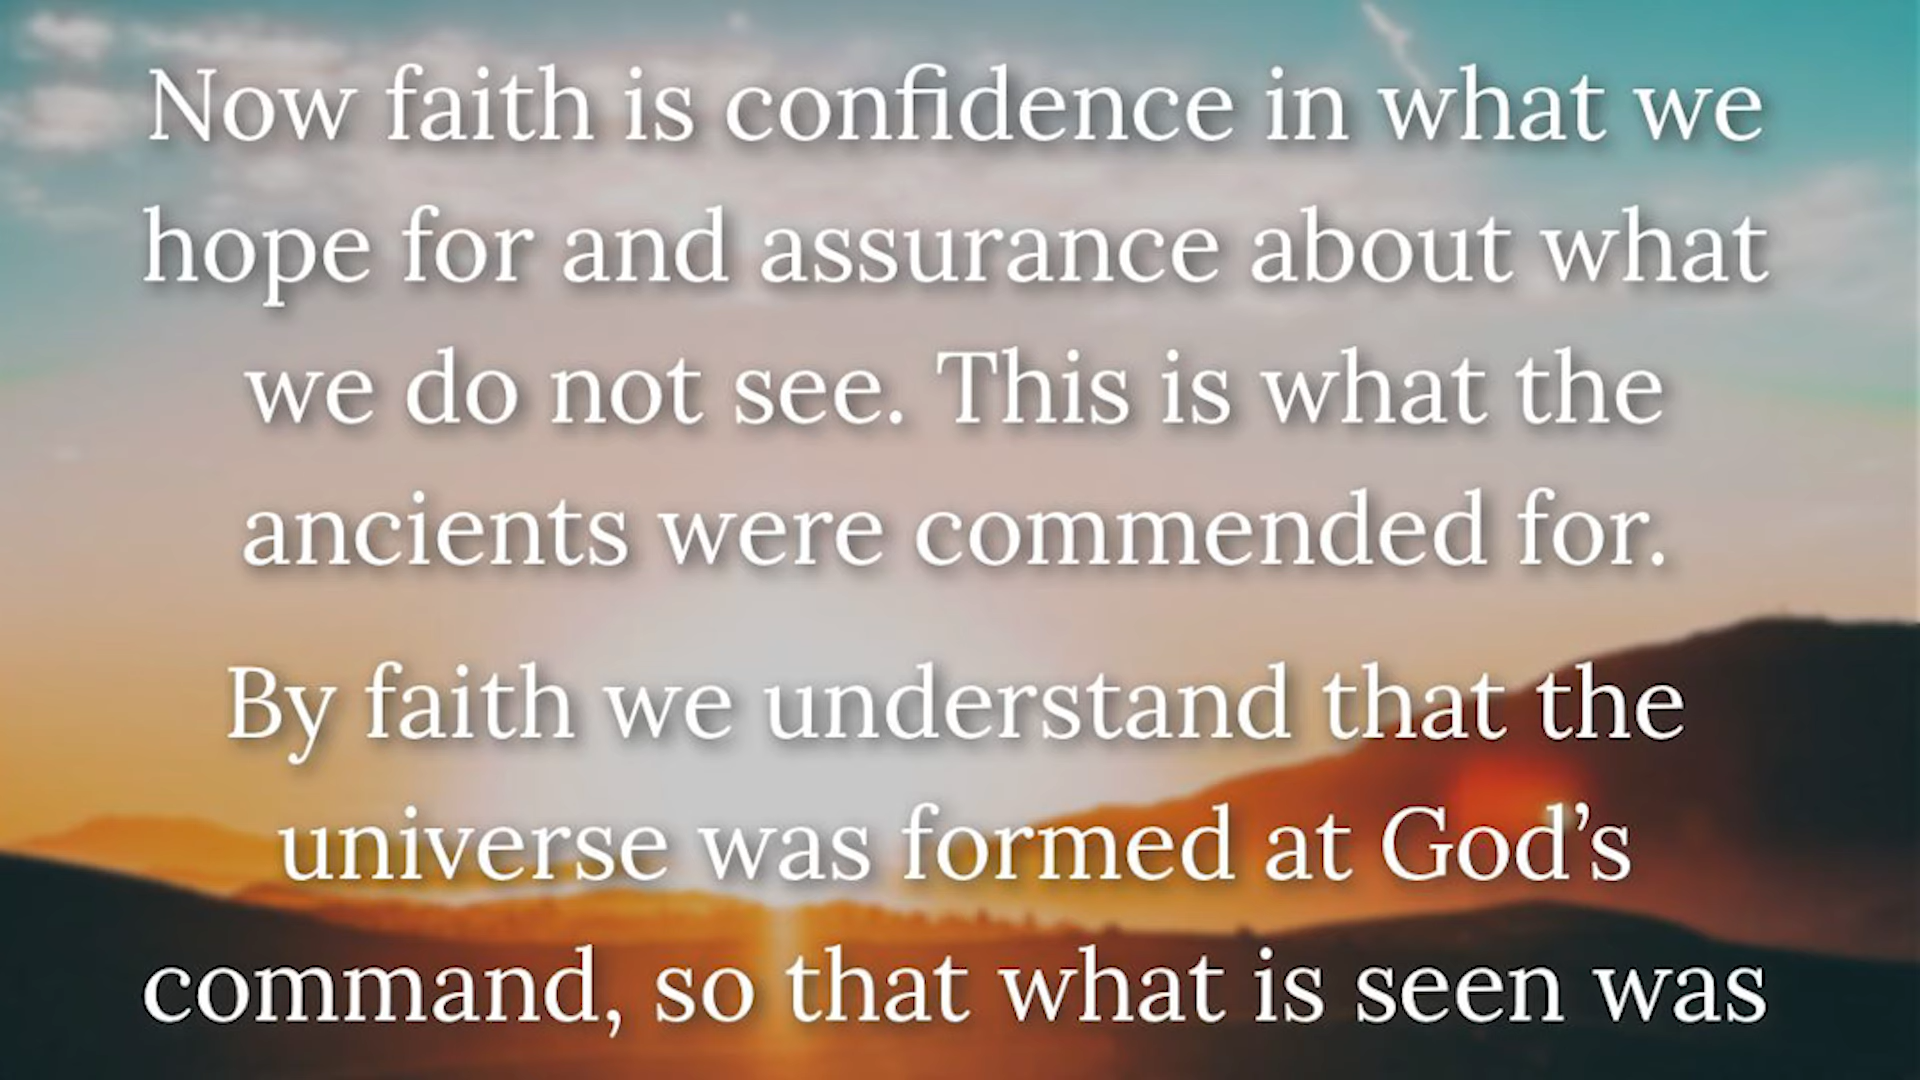 Now faith is confidence in what we
hope for and assurance about what
we do not see. This is what the
ancients were commended for.
By faith we understand that the
universe was formed at God’s
command, so that what is seen was